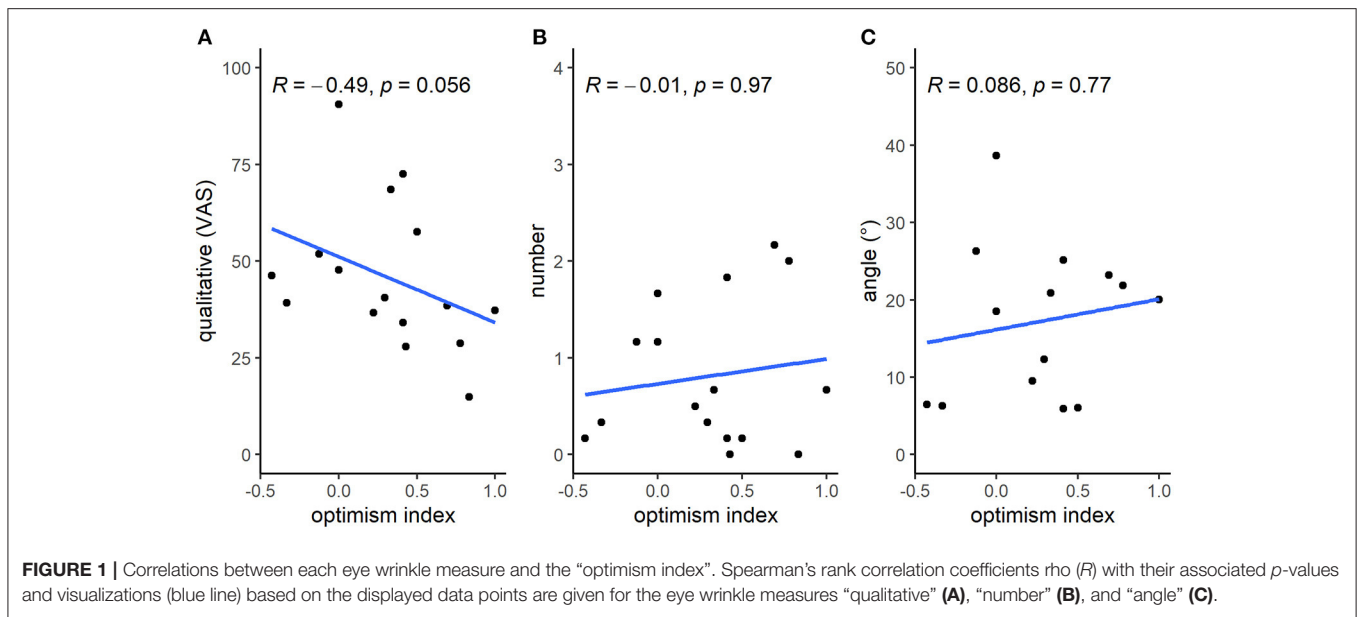 A
R = −0.49, p = 0.056
100
75
50
25
0
qualitative (VAS)
-0.5 0.0 0.5 1.0
optimism index
B
R = −0.01, p = 0.97
4
3
2
1
0
number
-0.5 0.0 0.5 1.0
optimism index
C
R = 0.086, p = 0.77
50
40
30
20
10
0
angle (°)
-0.5 0.0 0.5 1.0
optimism index
FIGURE 1 | Correlations between each eye wrinkle measure and the “optimism index”. Spearman’s rank correlation coefficients rho (R) with their associated p-values
and visualizations (blue line) based on the displayed data points are given for the eye wrinkle measures “qualitative” (A), “number” (B), and “angle” (C).